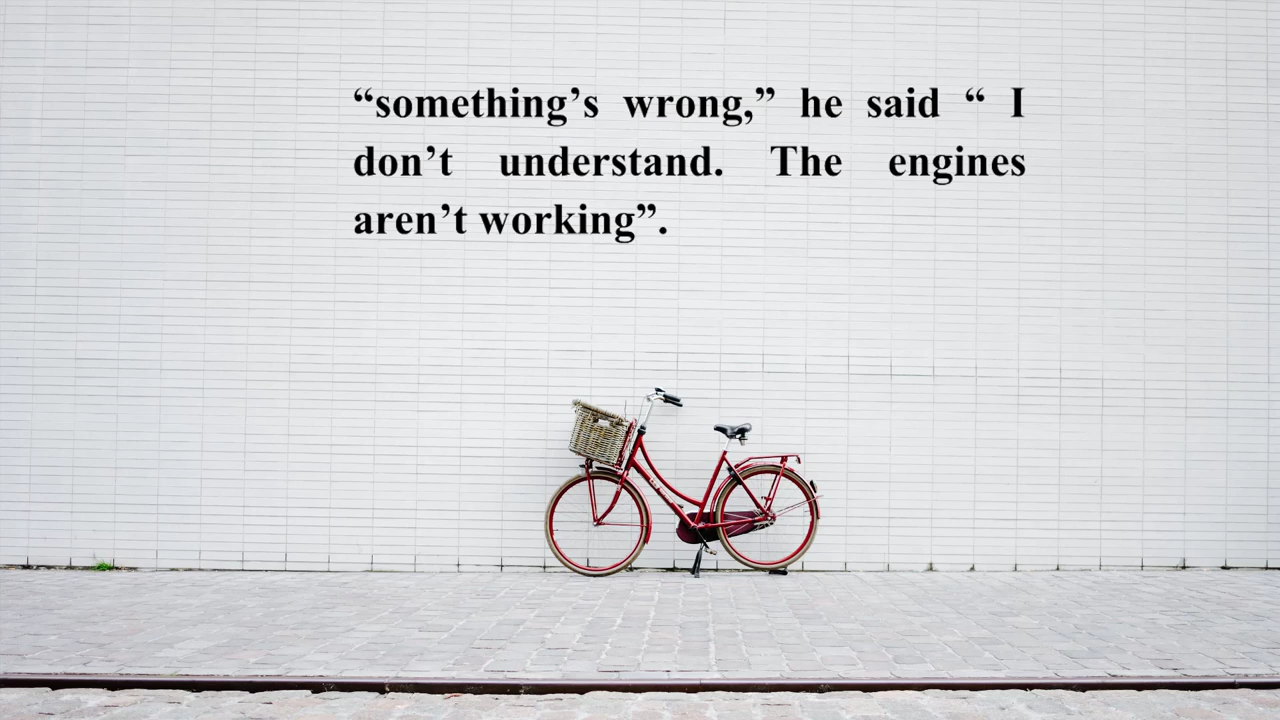 “something’s wrong,” he said “ I
don’t understand. The engines
aren’t working”.